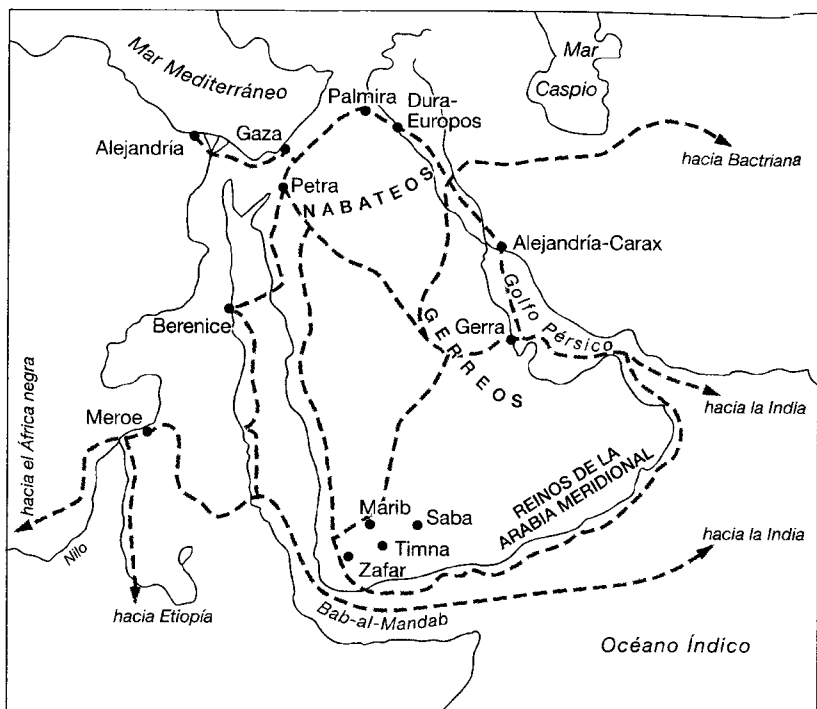 Mar Mediterráneo
Mar
Caspio
Palmira
Dura-
Europos
Gaza
Alejandría
hacia Bactriana
Petra
NABATEOS
Alejandría-Carax
Golfo Pérsico
Berenice
Gerra
GERREOS
hacia la India
Meroe
hacia el África negra
REINOS DE LA
ARABIA MERIDIONAL
Márib
Saba
Timna
Zafar
hacia la India
Nilo
hacia Etiopía
Bab-al-Mandab
Océano Índico